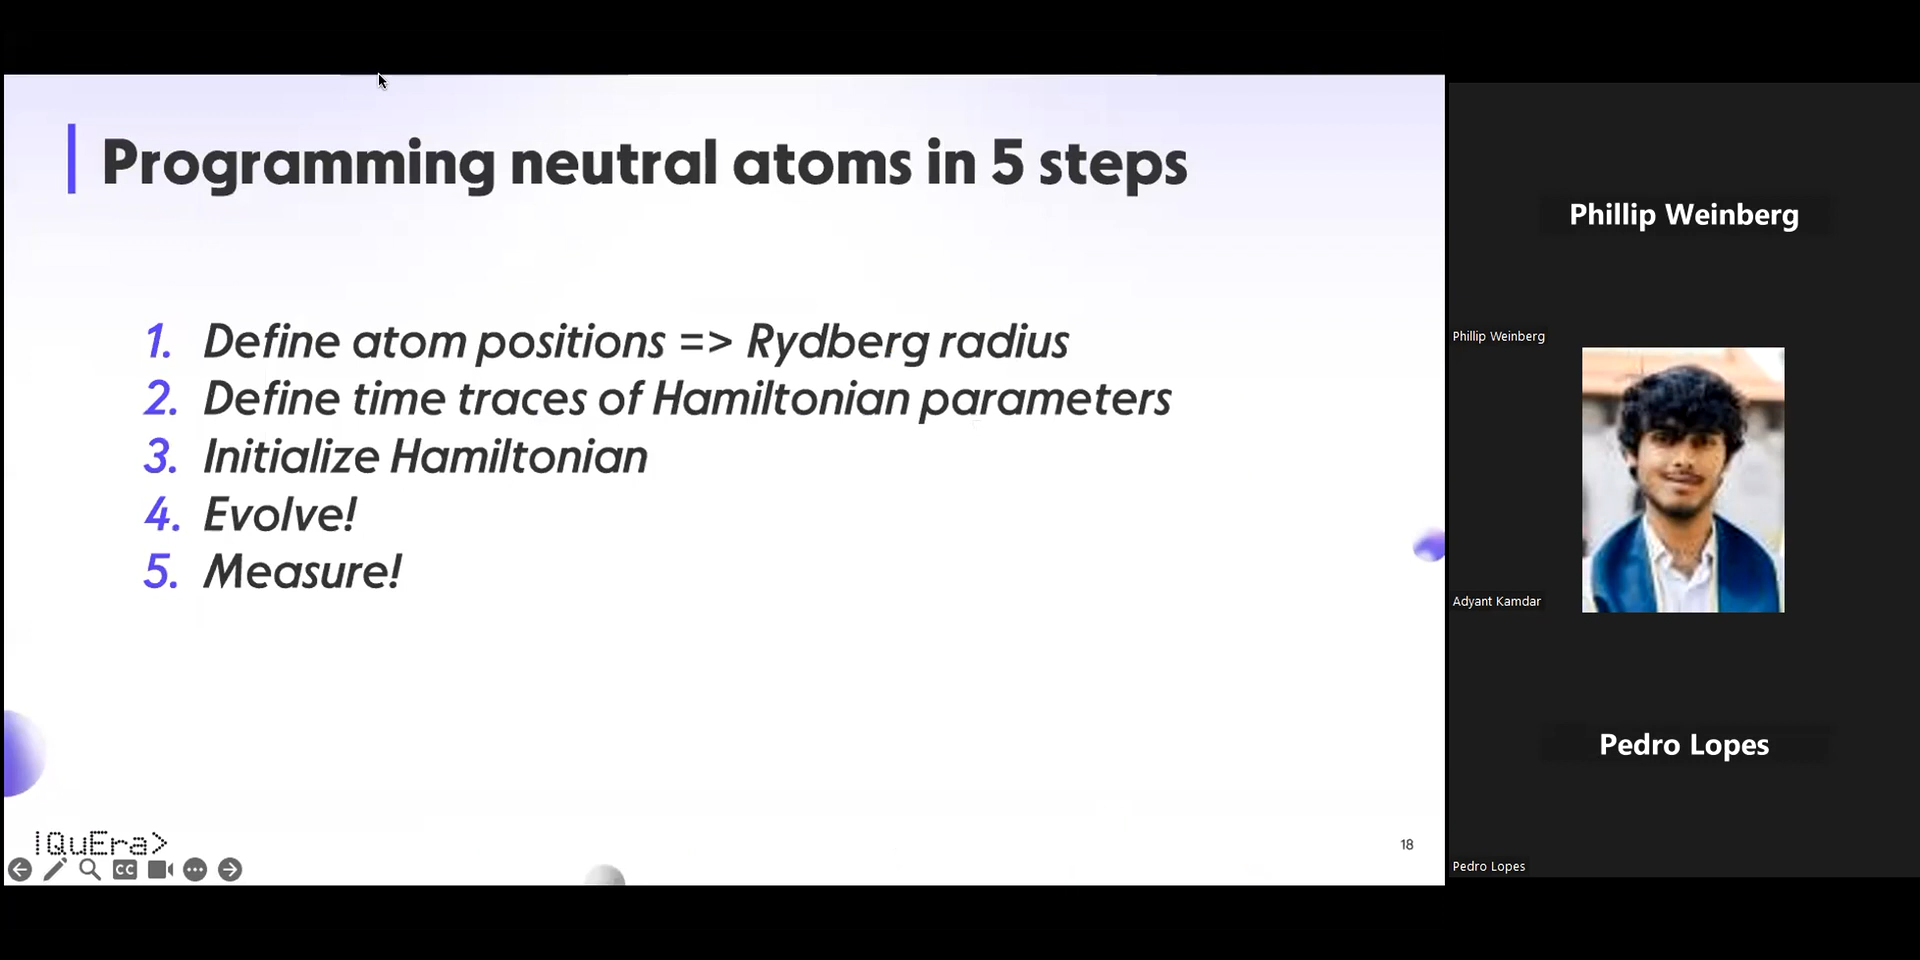 Programming neutral atoms in 5 steps
1. Define atom positions => Rydberg radius
2. Define time traces of Hamiltonian parameters
3. Initialize Hamiltonian
4. Evolve!
5. Measure!
|QuEra>
CC
18
Phillip Weinberg
Phillip Weinberg
Adyant Kamdar
Pedro Lopes
Pedro Lopes